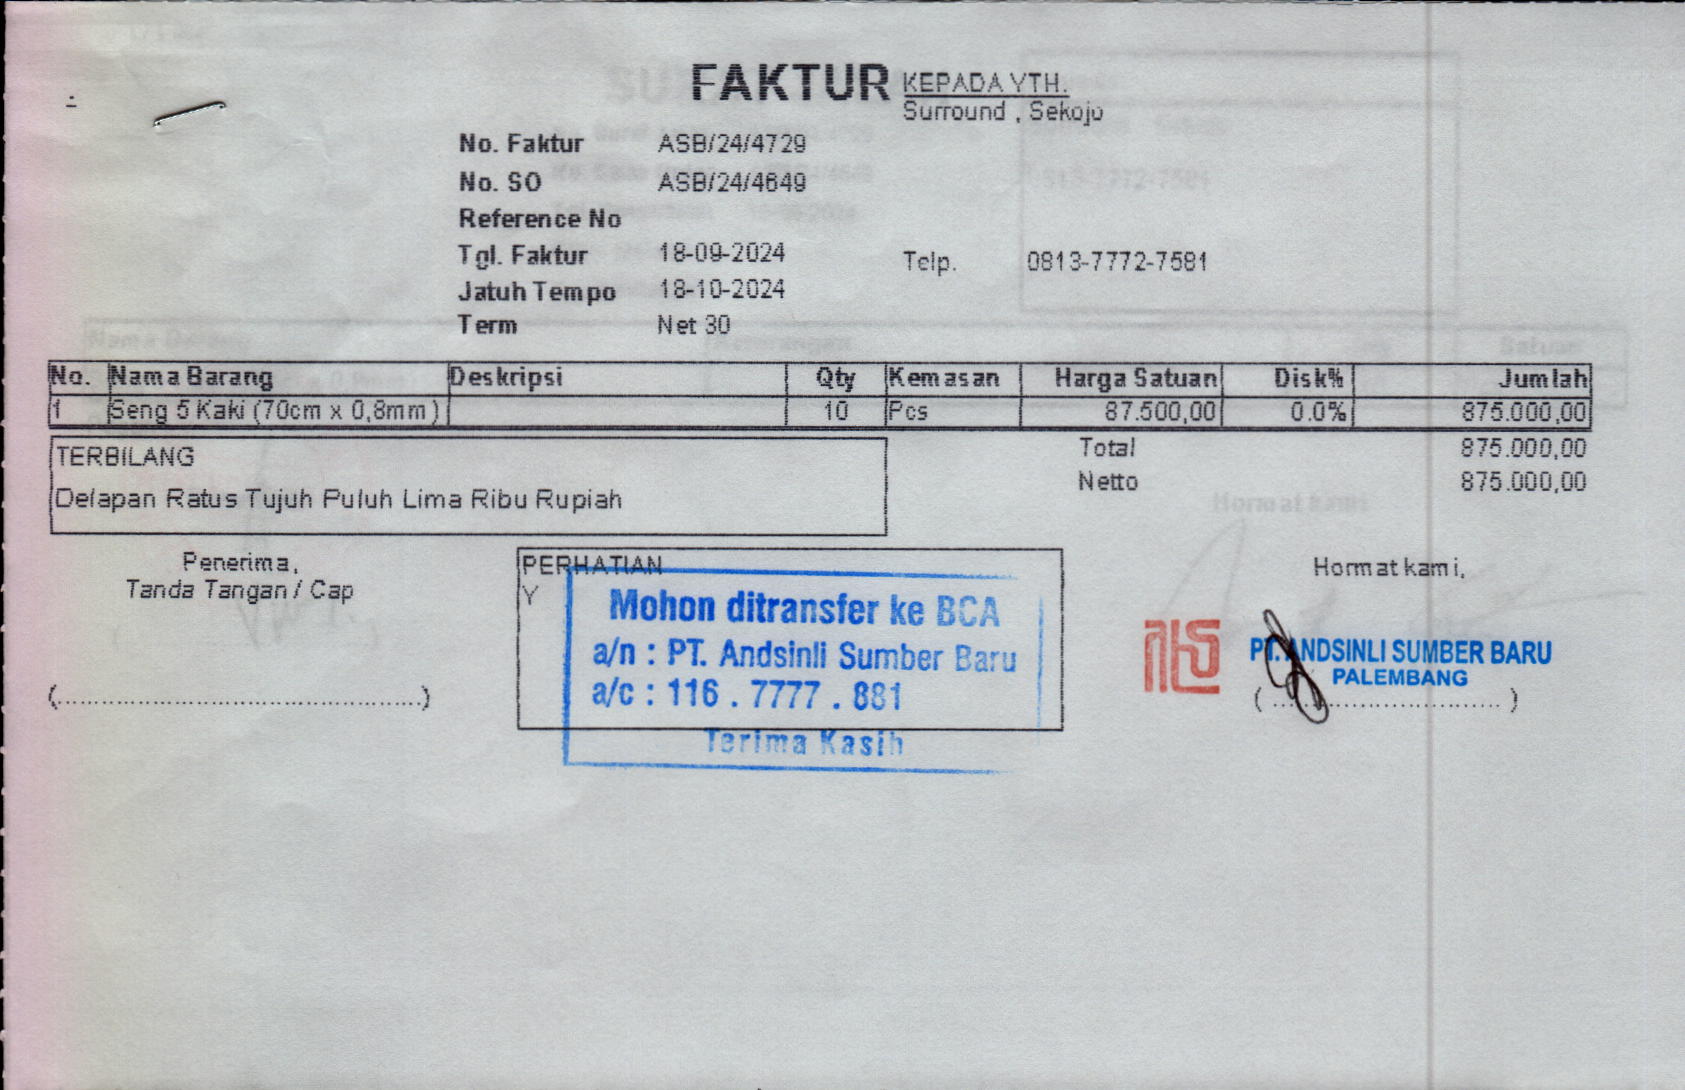 FAKTUR
KEPADA YTH.
Surround , Sekojo
No. Faktur ASB/24/4729
No. SO ASB/24/4649
Reference No
Tgl. Faktur 18-09-2024
Telp. 0813-7772-7581
Jatuh Tempo 18-10-2024
Term Net 30
No. Nama Barang Deskripsi Qty Kemasan Harga Satuan Disk% Jumlah
1 Seng 5 Kaki (70cm x 0,8mm) 10 Pcs 87.500,00 0.0% 875.000,00
Total 875.000,00
Netto 875.000,00
TERBILANG
Delapan Ratus Tujuh Puluh Lima Ribu Rupiah
Penerima,
Tanda Tangan / Cap
(...............................................)
PERHATIAN
Y
Mohon ditransfer ke BCA
a/n : PT. Andsinli Sumber Baru
a/c : 116 . 7777 . 881
Terima Kasih
Hormat kami,
PT. ANDSINLI SUMBER BARU
PALEMBANG
(..............................)